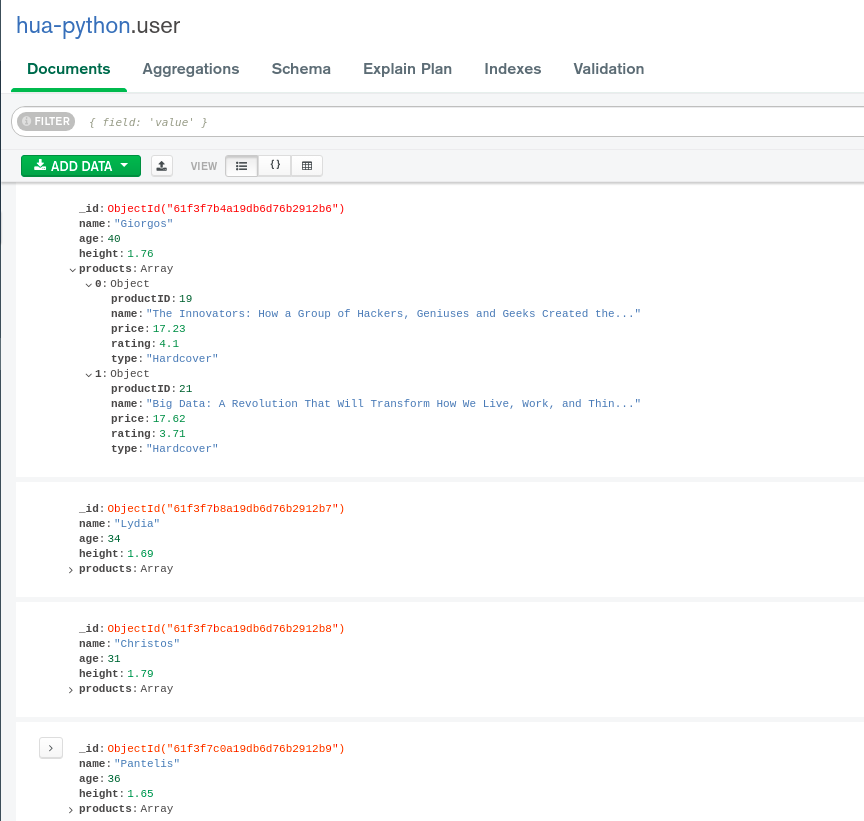 hua-python.user
Documents Aggregations Schema Explain Plan Indexes Validation
FILTER { field: 'value' }
ADD DATA VIEW { }
_id: ObjectId("61f3f7b4a19db6d76b2912b6")
name: "Giorgos"
age: 40
height: 1.76
products: Array
0: Object
productID: 19
name: "The Innovators: How a Group of Hackers, Geniuses and Geeks Created the..."
price: 17.23
rating: 4.1
type: "Hardcover"
1: Object
productID: 21
name: "Big Data: A Revolution That Will Transform How We Live, Work, and Thin..."
price: 17.62
rating: 3.71
type: "Hardcover"
_id: ObjectId("61f3f7b8a19db6d76b2912b7")
name: "Lydia"
age: 34
height: 1.69
products: Array
_id: ObjectId("61f3f7bca19db6d76b2912b8")
name: "Christos"
age: 31
height: 1.79
products: Array
_id: ObjectId("61f3f7c0a19db6d76b2912b9")
name: "Pantelis"
age: 36
height: 1.65
products: Array